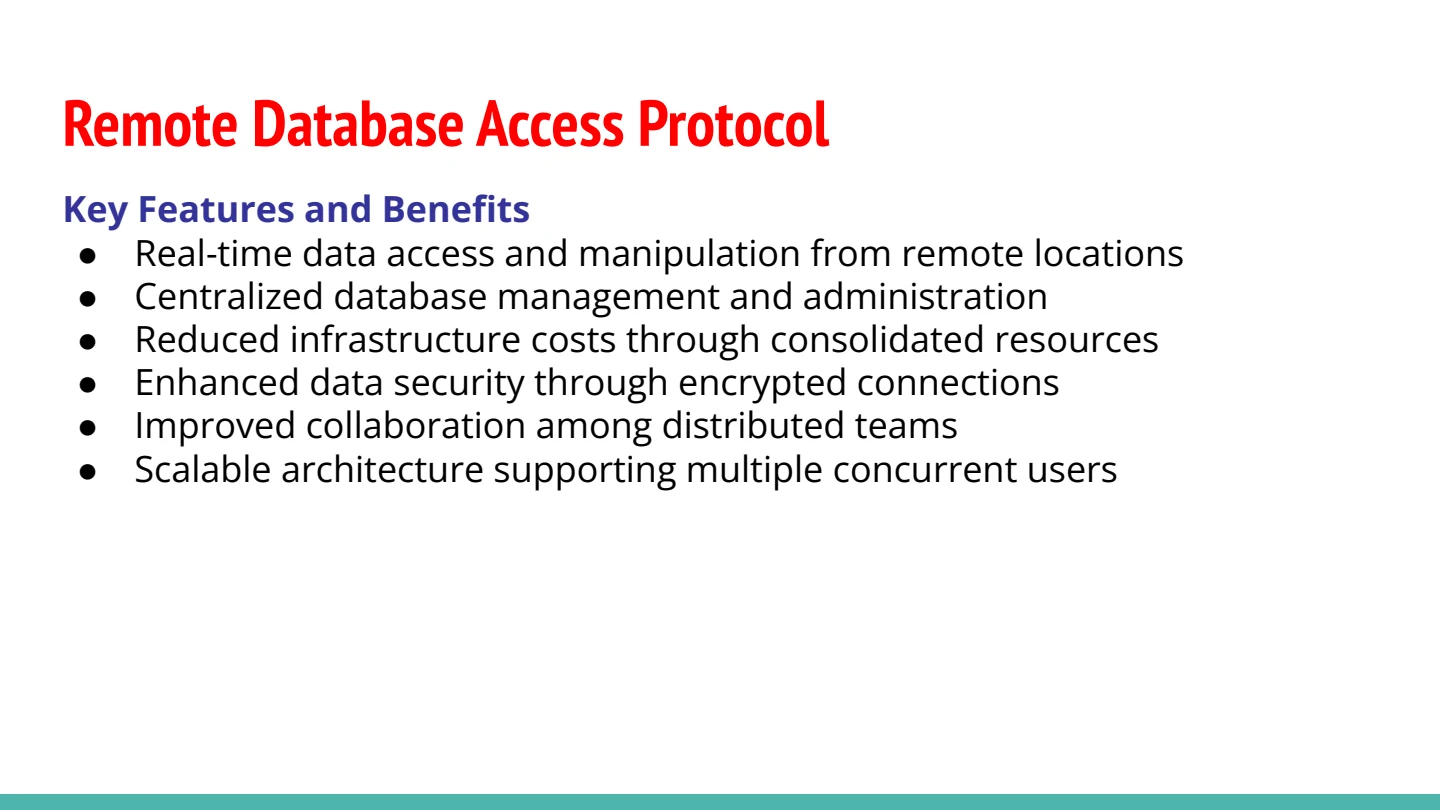 Remote Database Access Protocol
Key Features and Benefits
● Real-time data access and manipulation from remote locations
● Centralized database management and administration
● Reduced infrastructure costs through consolidated resources
● Enhanced data security through encrypted connections
● Improved collaboration among distributed teams
● Scalable architecture supporting multiple concurrent users